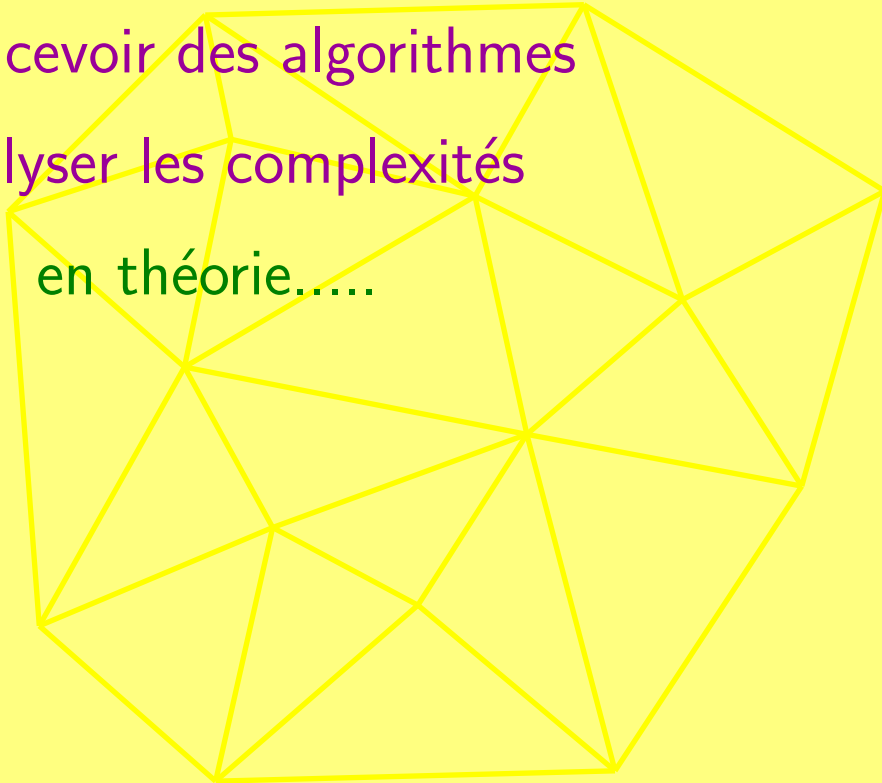 cevoir des algorithmes
lyser les complexités
en théorie.....